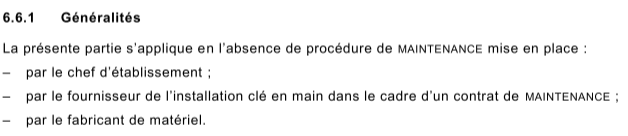 6.6.1 Généralités
La présente partie s'applique en l'absence de procédure de MAINTENANCE mise en place :
– par le chef d'établissement ;
– par le fournisseur de l'installation clé en main dans le cadre d'un contrat de MAINTENANCE ;
– par le fabricant de matériel.